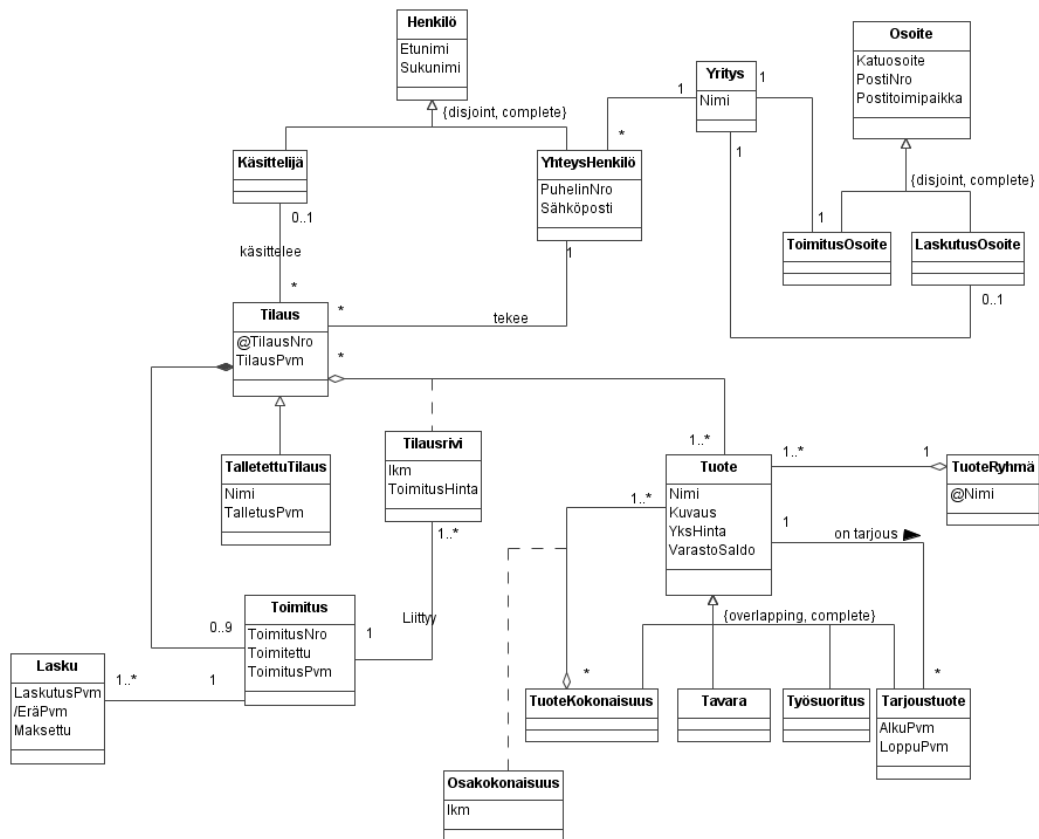 Henkilö
Etunimi
Sukunimi
{disjoint, complete}
Käsittelijä
0..1
käsittelee
*
YhteysHenkilö
PuhelinNro
Sähköposti
1
*
1
Yritys
Nimi
1
1
1
Osoite
Katuosoite
PostiNro
Postitoimipaikka
{disjoint, complete}
ToimitusOsoite
LaskutusOsoite
0..1
Tilaus
@TilausNro
TilausPvm
*
tekee
*
TalletettuTilaus
Nimi
TalletusPvm
Tilausrivi
lkm
ToimitusHinta
1..*
Liittyy
1
1..*
Tuote
Nimi
Kuvaus
YksHinta
VarastoSaldo
1..*
1
TuoteRyhmä
@Nimi
1..*
1
on tarjous
*
{overlapping, complete}
Toimitus
ToimitusNro
Toimitettu
ToimitusPvm
0..9
1
1..*
Lasku
LaskutusPvm
/EräPvm
Maksettu
*
TuoteKokonaisuus
Tavara
Työsuoritus
Tarjoustuote
AlkuPvm
LoppuPvm
Osakokonaisuus
lkm